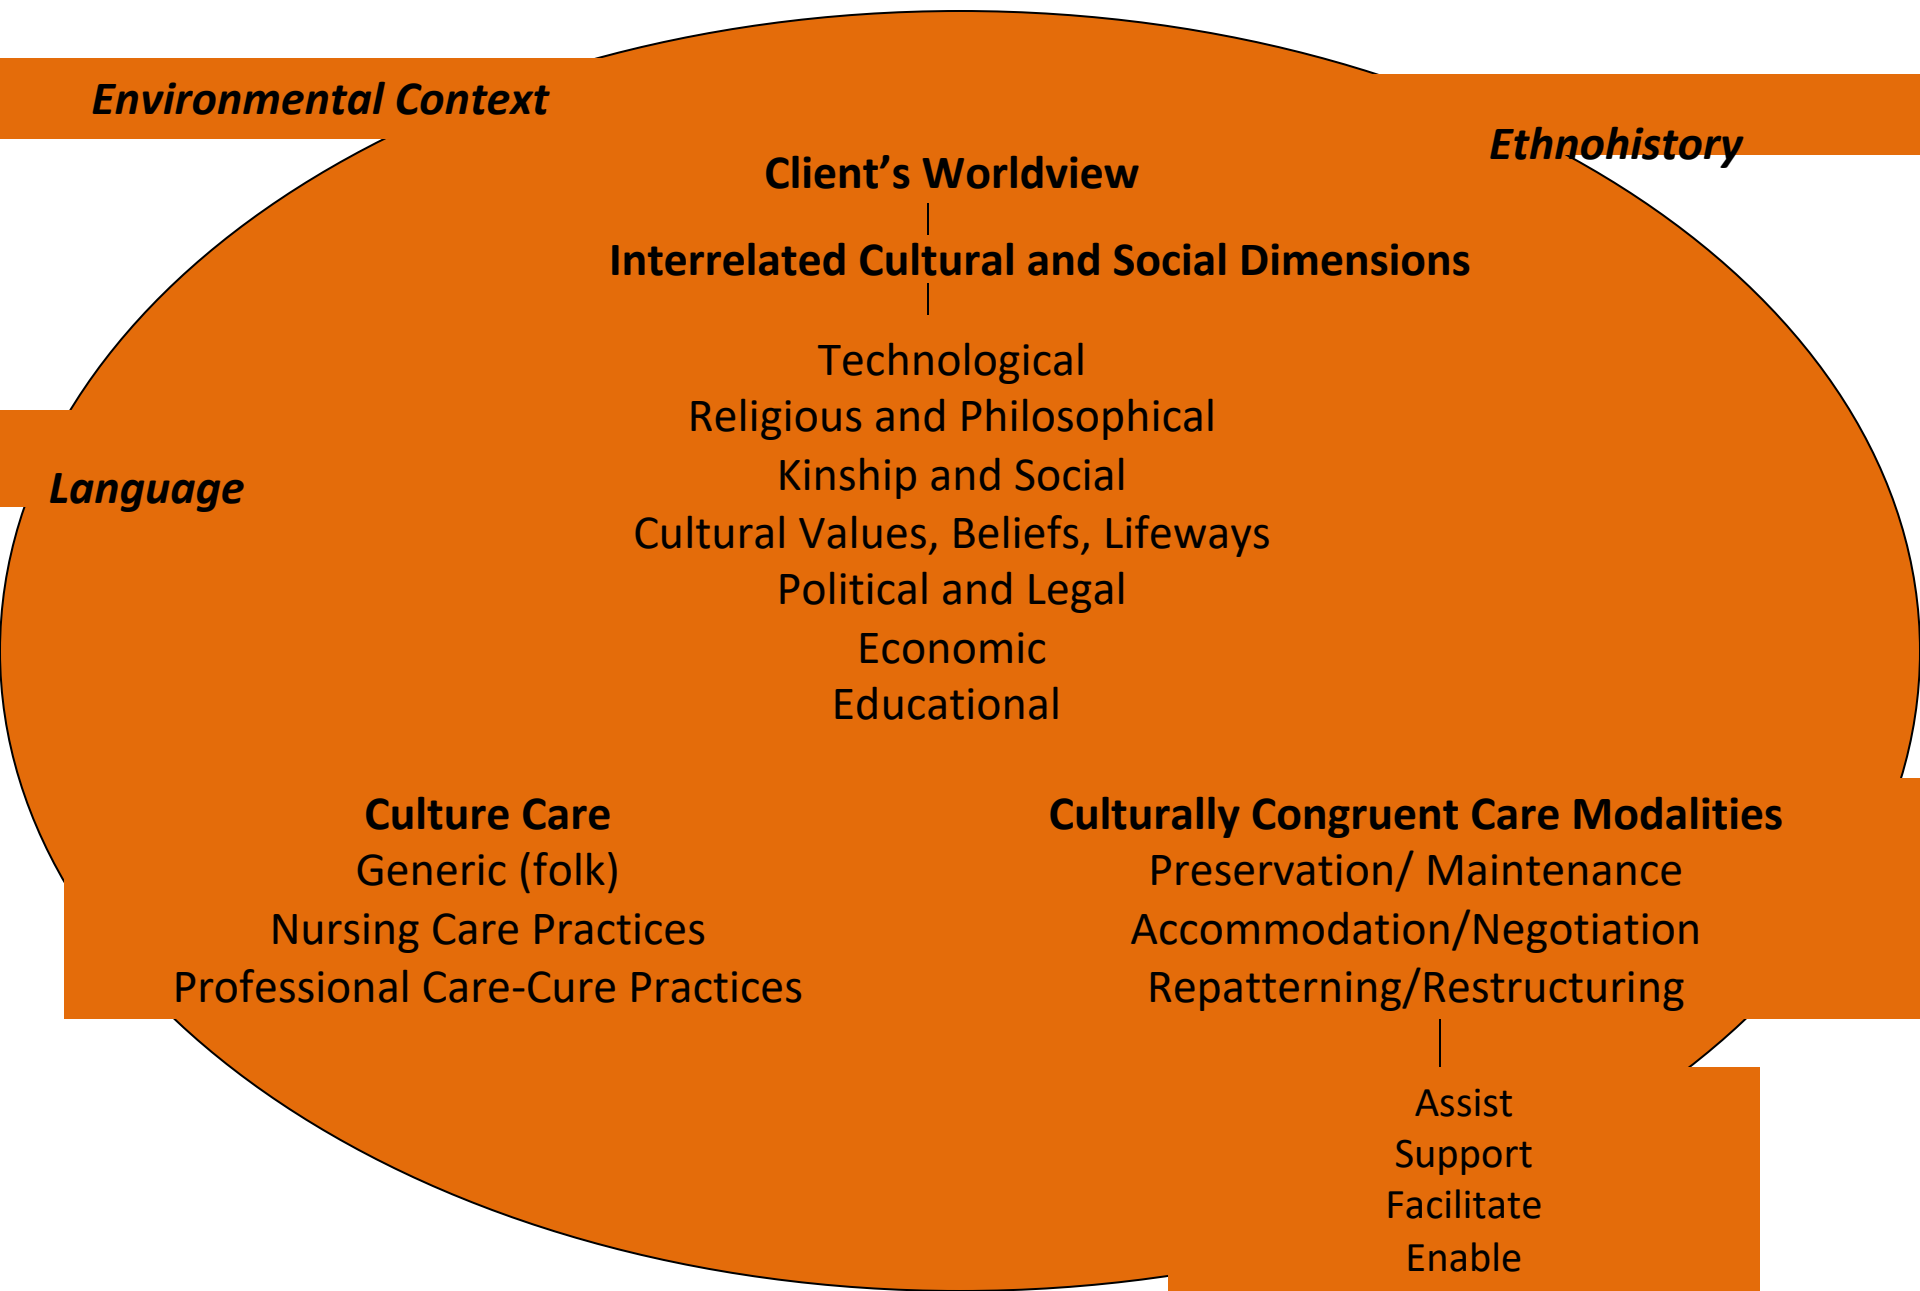 Environmental Context
Ethnohistory
Client’s Worldview
Interrelated Cultural and Social Dimensions
Technological
Religious and Philosophical
Kinship and Social
Language
Cultural Values, Beliefs, Lifeways
Political and Legal
Economic
Educational
Culture Care
Generic (folk)
Nursing Care Practices
Professional Care-Cure Practices
Culturally Congruent Care Modalities
Preservation/ Maintenance
Accommodation/Negotiation
Repatterning/Restructuring
Assist
Support
Facilitate
Enable